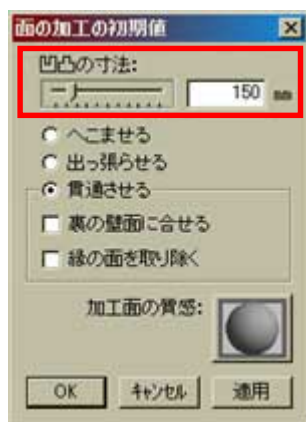 面の加工の初期値
凹凸の寸法:
150 mm
へこませる
出っ張らせる
貫通させる
裏の壁面に合せる
縁の面を取り除く
加工面の質感:
OK キャンセル 適用